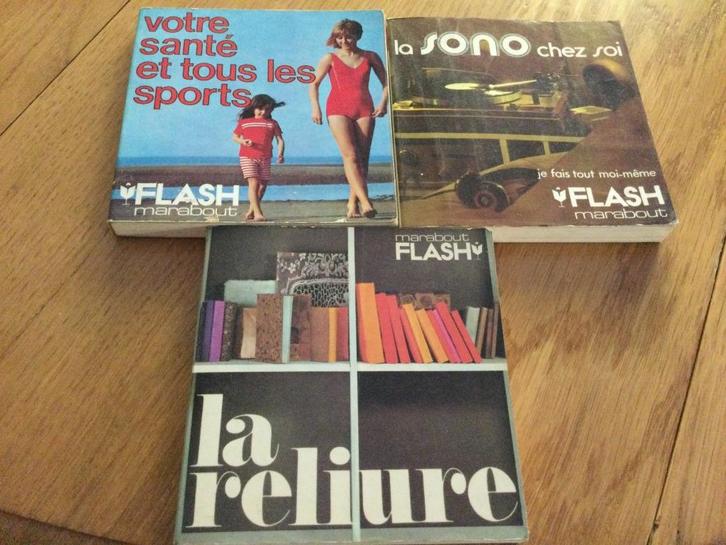 votre
santé
et tous les
sports
FLASH
marabout
la sono chez soi
je fais tout moi-même
FLASH
marabout
marabout
FLASH
la
reliure